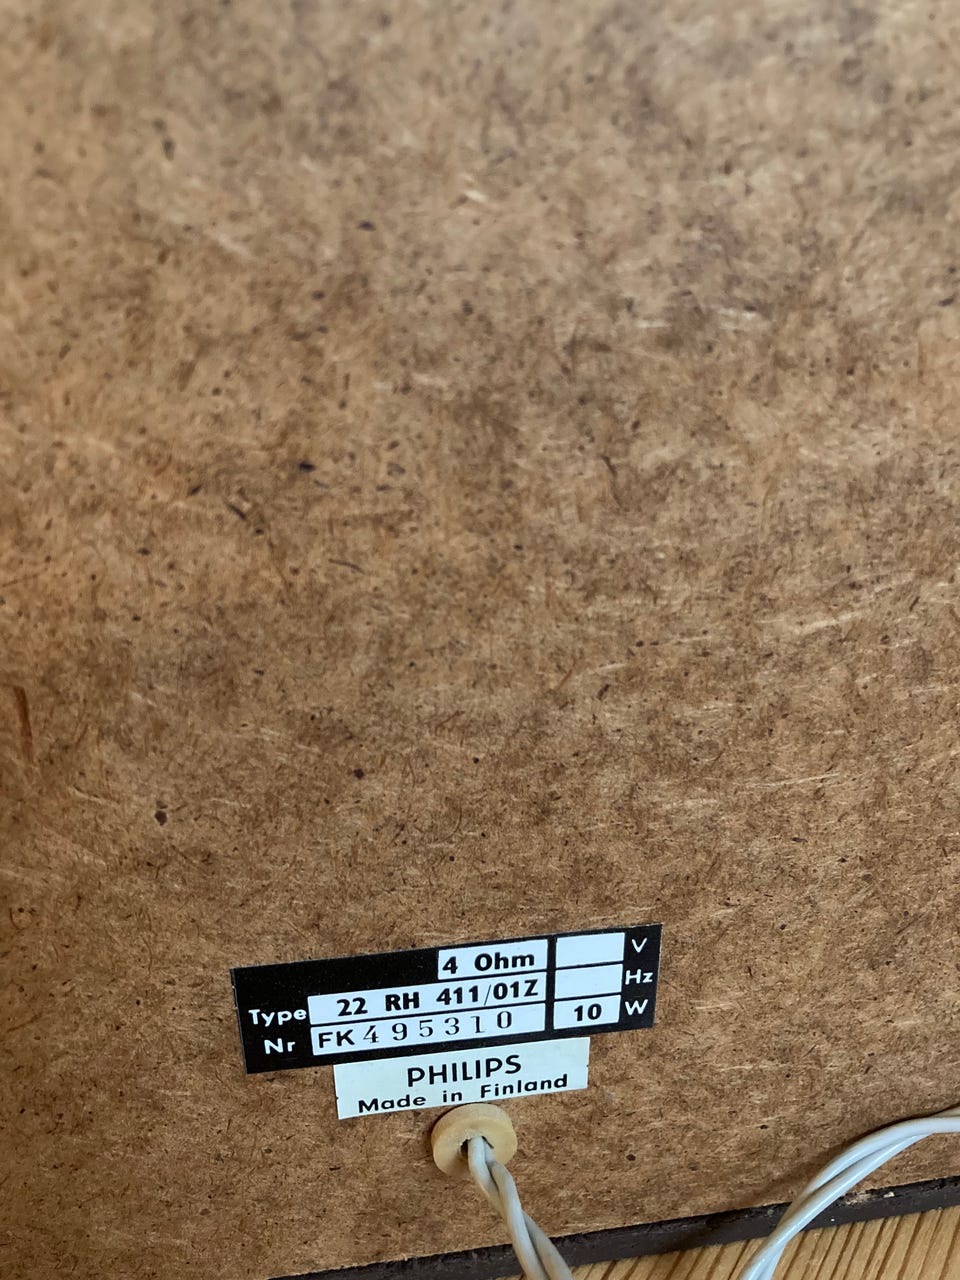 4 Ohm V
Hz
Type 22 RH 411/01Z
Nr FK495310 10 W
PHILIPS
Made in Finland